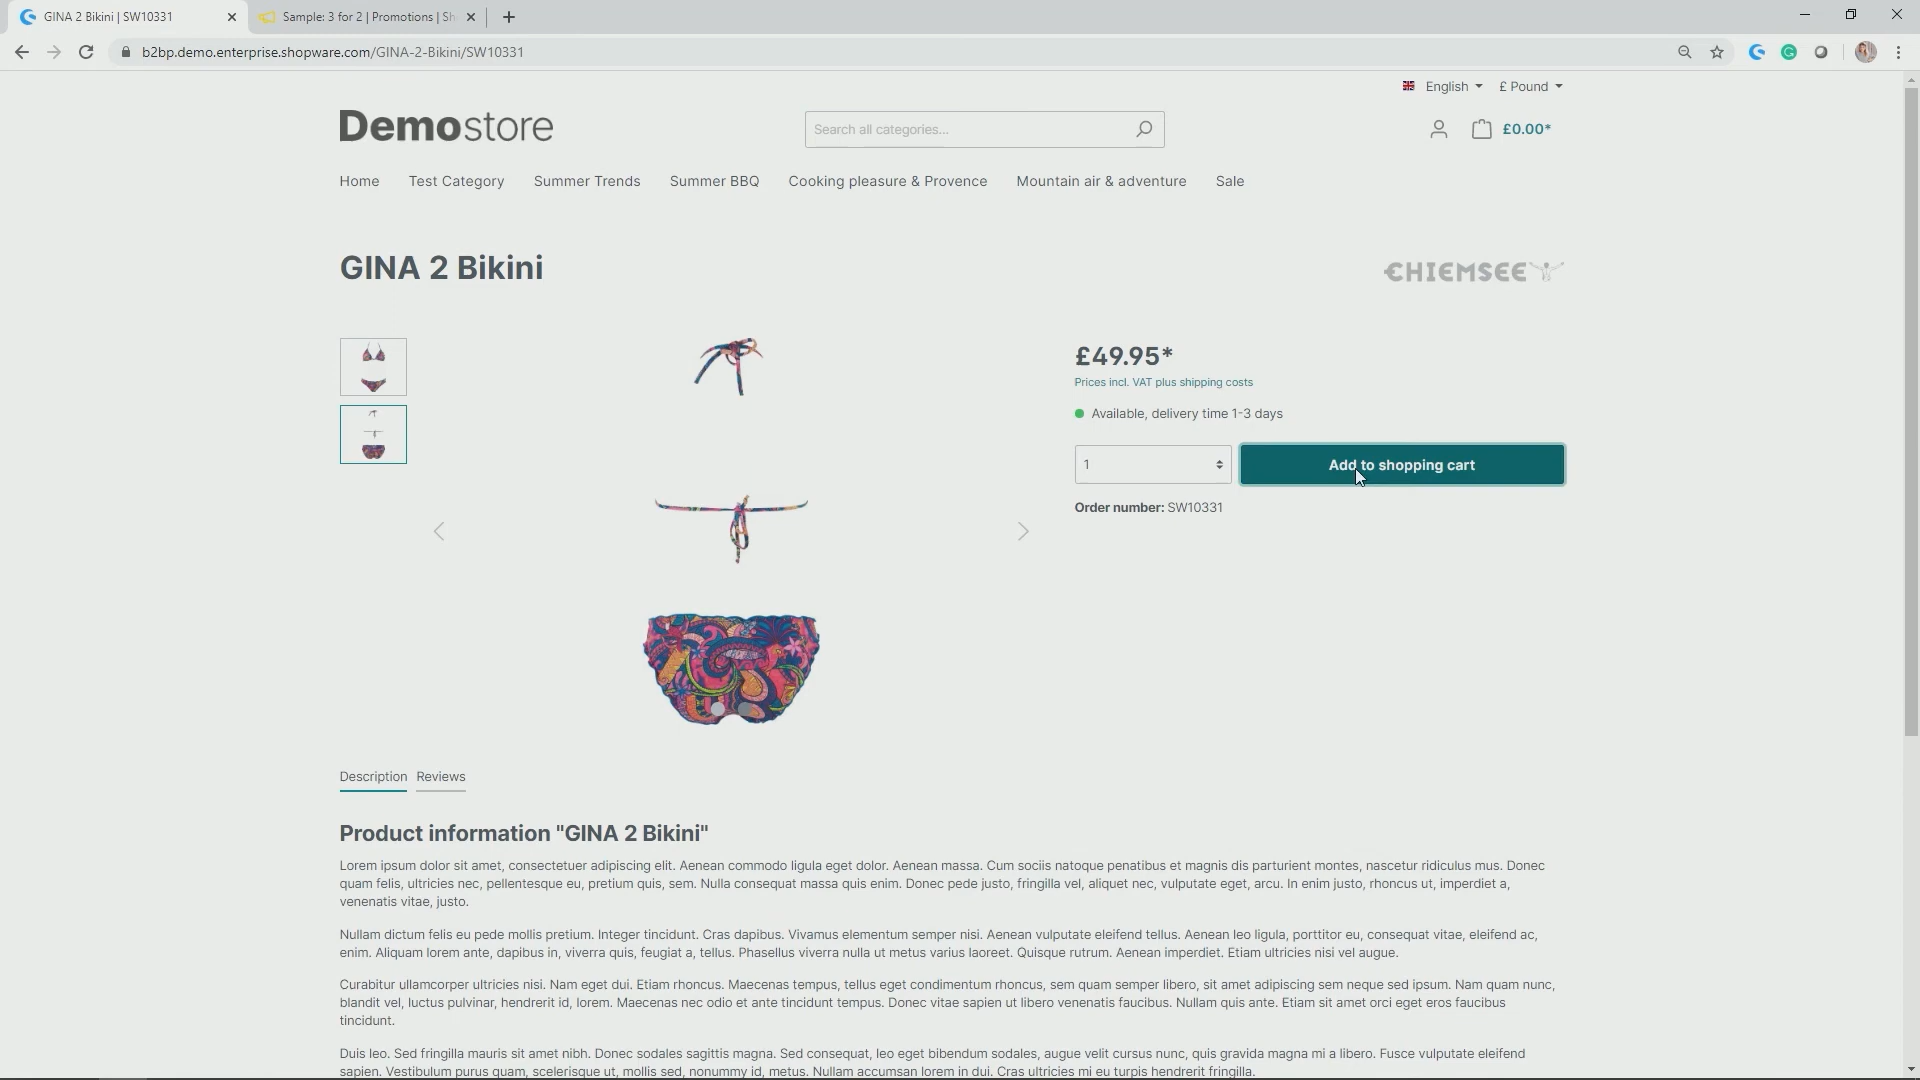 GINA 2 Bikini | SW10331
Sample: 3 for 2 | Promotions | Sh
b2bp.demo.enterprise.shopware.com/GINA-2-Bikini/SW10331
English £ Pound
Demostore
Search all categories...
£0.00*
Home Test Category Summer Trends Summer BBQ Cooking pleasure & Provence Mountain air & adventure Sale
GINA 2 Bikini
CHIEMSEE
£49.95*
Prices incl. VAT plus shipping costs
Available, delivery time 1-3 days
1
Add to shopping cart
Order number: SW10331
Description Reviews
Product information "GINA 2 Bikini"
Lorem ipsum dolor sit amet, consectetuer adipiscing elit. Aenean commodo ligula eget dolor. Aenean massa. Cum sociis natoque penatibus et magnis dis parturient montes, nascetur ridiculus mus. Donec
quam felis, ultricies nec, pellentesque eu, pretium quis, sem. Nulla consequat massa quis enim. Donec pede justo, fringilla vel, aliquet nec, vulputate eget, arcu. In enim justo, rhoncus ut, imperdiet a,
venenatis vitae, justo.
Nullam dictum felis eu pede mollis pretium. Integer tincidunt. Cras dapibus. Vivamus elementum semper nisi. Aenean vulputate eleifend tellus. Aenean leo ligula, porttitor eu, consequat vitae, eleifend ac,
enim. Aliquam lorem ante, dapibus in, viverra quis, feugiat a, tellus. Phasellus viverra nulla ut metus varius laoreet. Quisque rutrum. Aenean imperdiet. Etiam ultricies nisi vel augue.
Curabitur ullamcorper ultricies nisi. Nam eget dui. Etiam rhoncus. Maecenas tempus, tellus eget condimentum rhoncus, sem quam semper libero, sit amet adipiscing sem neque sed ipsum. Nam quam nunc,
blandit vel, luctus pulvinar, hendrerit id, lorem. Maecenas nec odio et ante tincidunt tempus. Donec vitae sapien ut libero venenatis faucibus. Nullam quis ante. Etiam sit amet orci eget eros faucibus
tincidunt.
Duis leo. Sed fringilla mauris sit amet nibh. Donec sodales sagittis magna. Sed consequat, leo eget bibendum sodales, augue velit cursus nunc, quis gravida magna mi a libero. Fusce vulputate eleifend
sapien. Vestibulum purus quam, scelerisque ut, mollis sed, nonummy id, metus. Nullam accumsan lorem in dui. Cras ultricies mi eu turpis hendrerit fringilla.